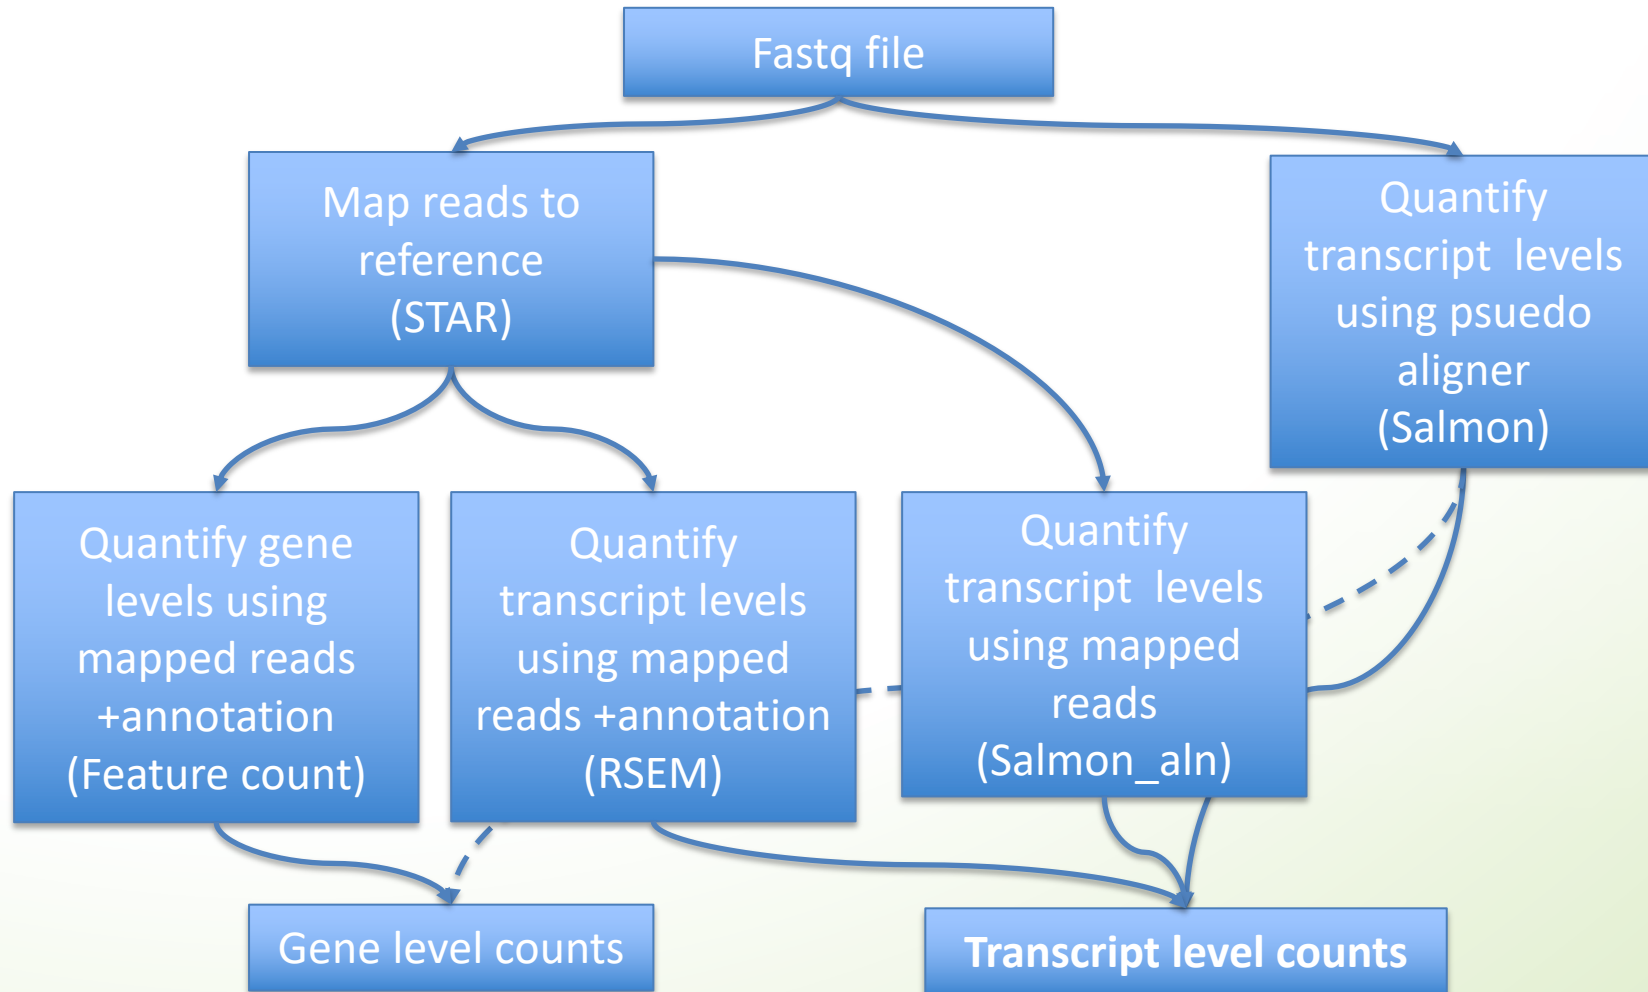 Fastq file
Map reads to
reference
(STAR)
Quantify
transcript  levels
using psuedo
aligner
(Salmon)
Quantify gene
levels using
mapped reads
+annotation
(Feature count)
Quantify
transcript levels
using mapped
reads +annotation
(RSEM)
Quantify
transcript  levels
using mapped
reads
(Salmon_aln)
Gene level counts
Transcript level counts